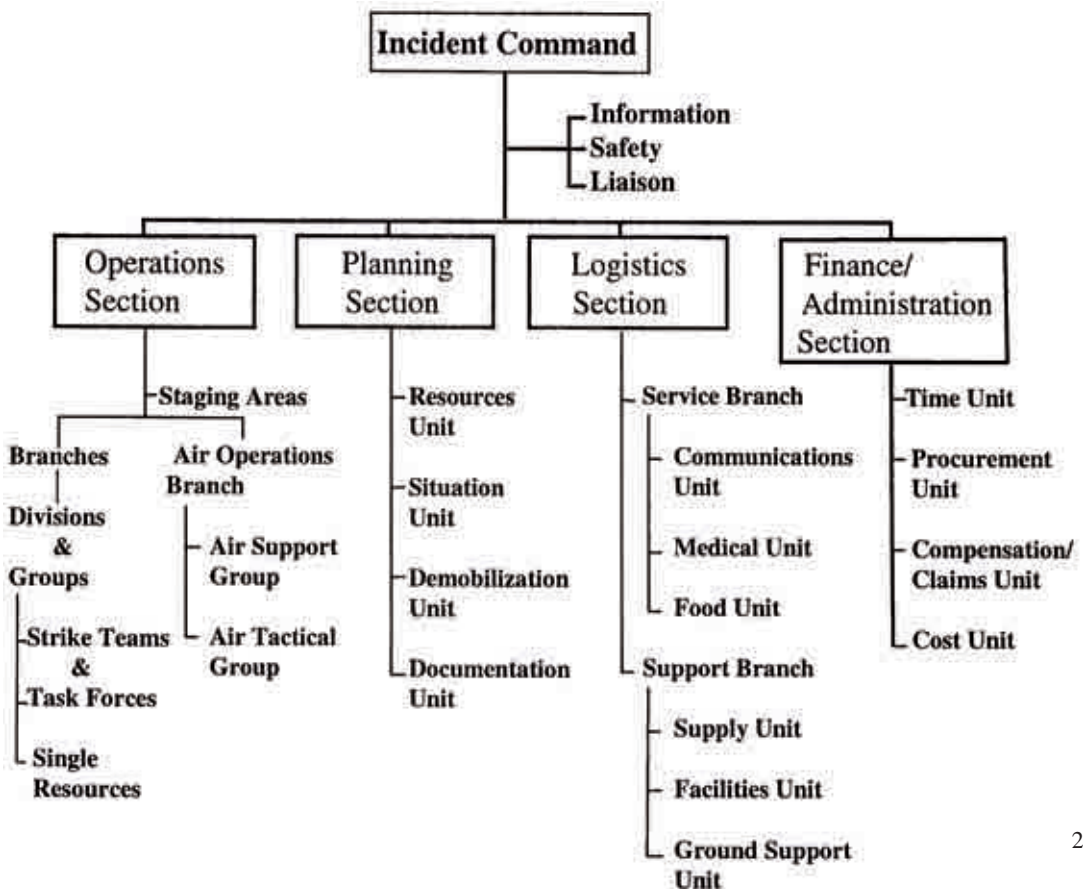 Incident Command
Information
Safety
Liaison
Operations
Section
Planning
Section
Logistics
Section
Finance/
Administration
Section
Staging Areas
Branches
Divisions
&
Groups
Strike Teams
&
Task Forces
Single
Resources
Air Operations
Branch
Air Support
Group
Air Tactical
Group
Resources
Unit
Situation
Unit
Demobilization
Unit
Documentation
Unit
Service Branch
Communications
Unit
Medical Unit
Food Unit
Support Branch
Supply Unit
Facilities Unit
Ground Support
Unit
Time Unit
Procurement
Unit
Compensation/
Claims Unit
Cost Unit
2